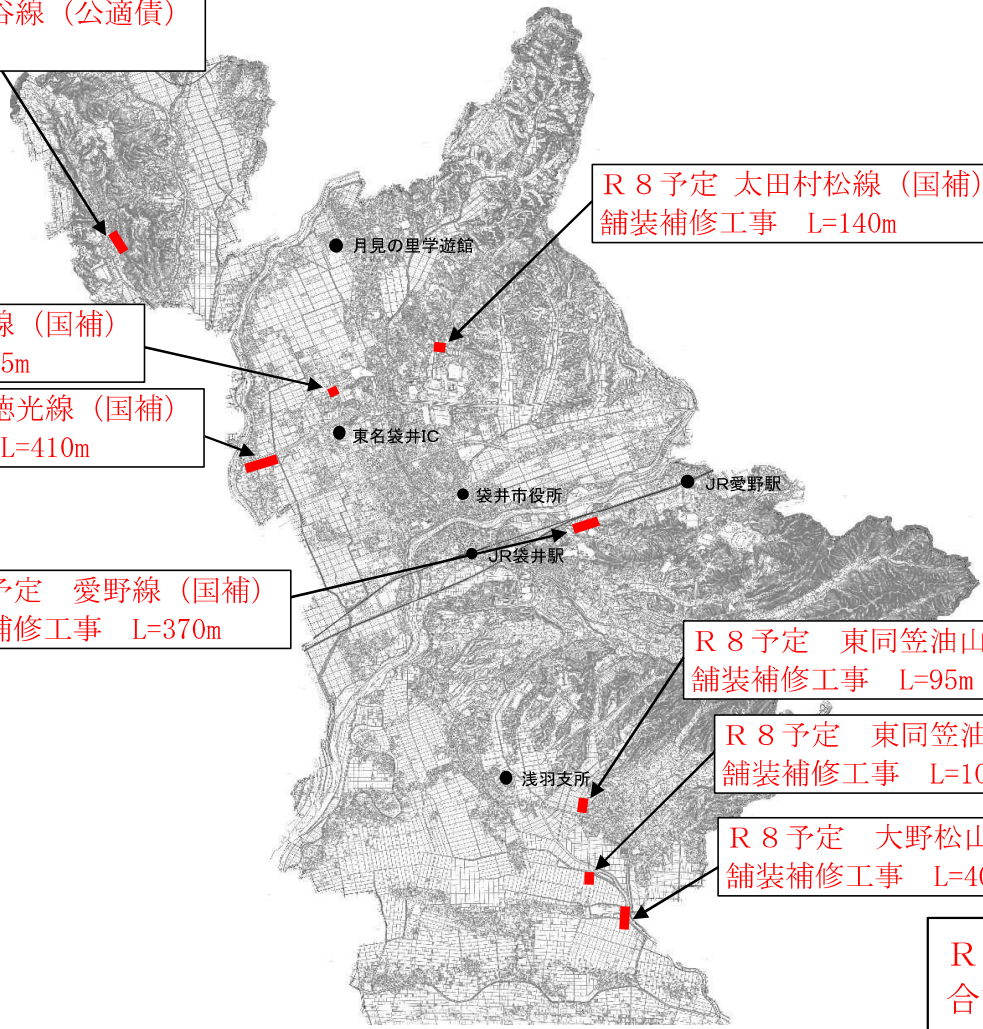 谷線（公適債）
Ｒ８予定 太田村松線（国補）
舗装補修工事　L=140m
月見の里学遊館
線（国補）
5m
徳光線（国補）
L=410m
東名袋井IC
袋井市役所
JR愛野駅
JR袋井駅
予定　愛野線（国補）
補修工事　L=370m
Ｒ８予定　東同笠油山
舗装補修工事　L=95m
Ｒ８予定　東同笠油
舗装補修工事　L=10
浅羽支所
Ｒ８予定　大野松山
舗装補修工事　L=40
Ｒ
合